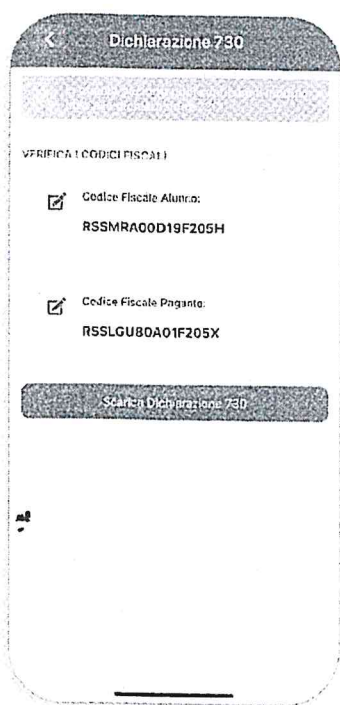 Dichiarazione 730
VERIFICA I CODICI FISCALI
Codice Fiscale Alunno:
RSSMRA00D19F205H
Codice Fiscale Pagante:
RSSLGU80A01F205X
Scarica Dichiarazione 730